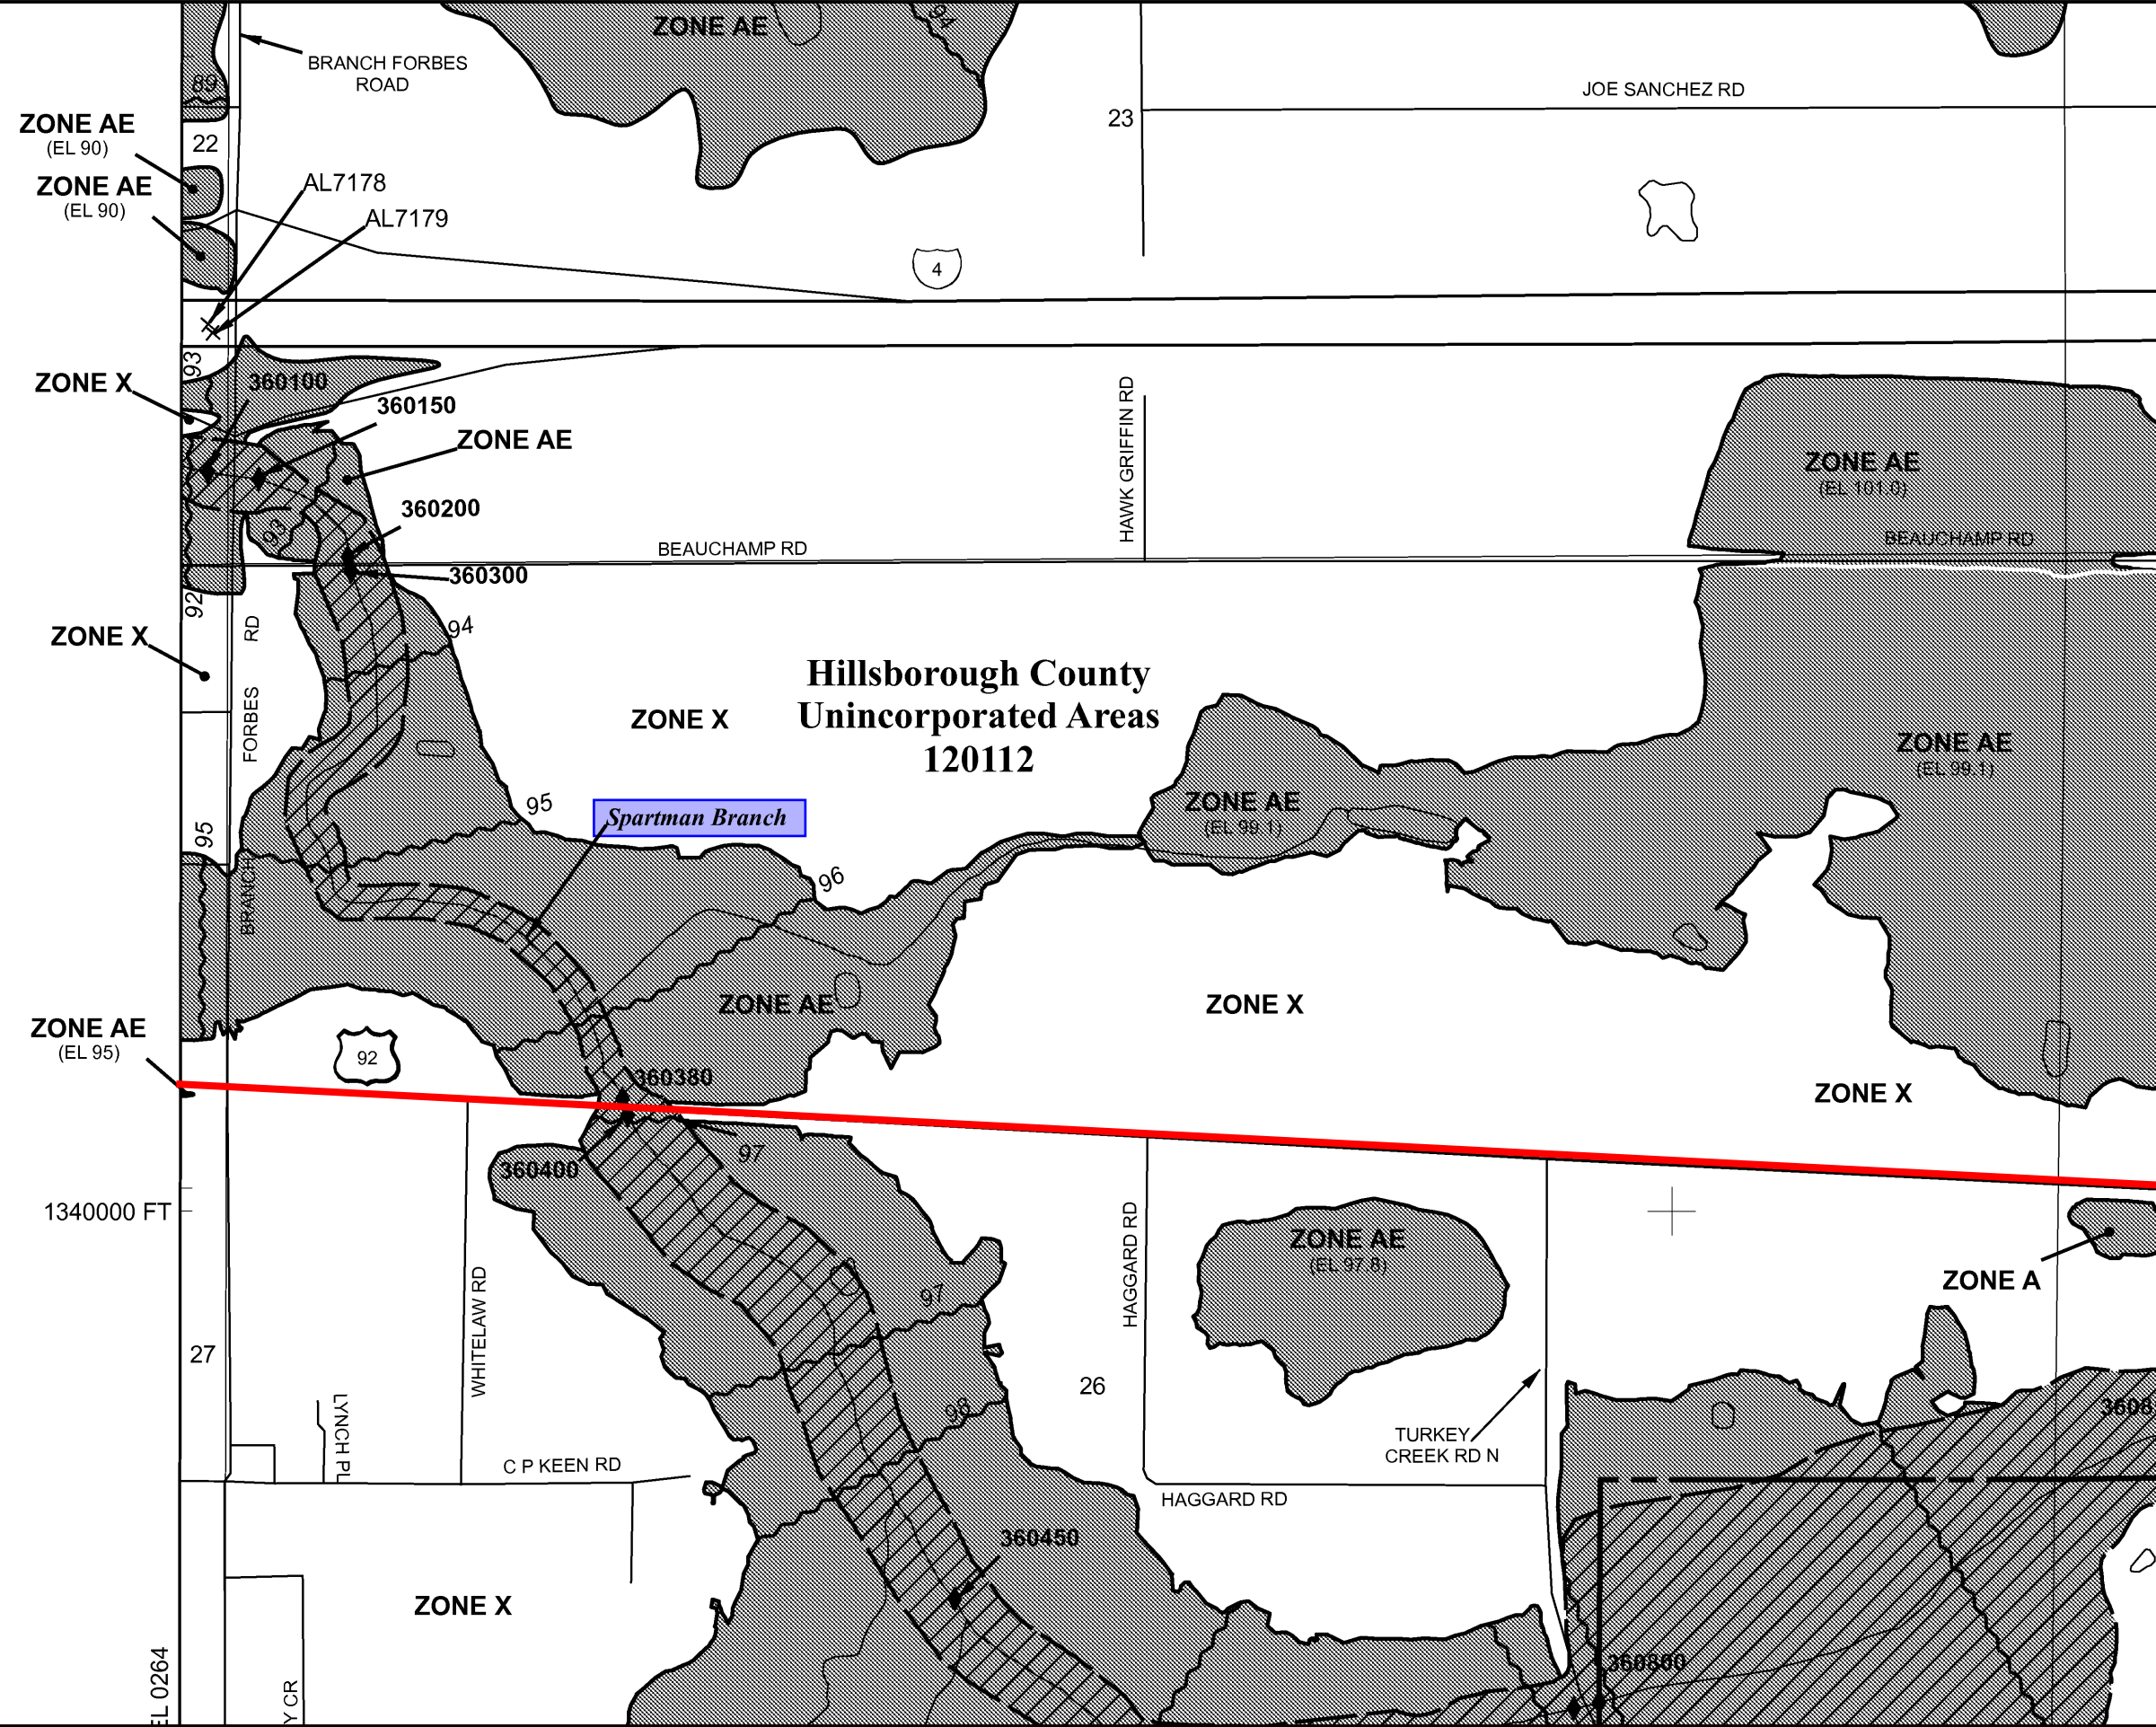 ZONE AE
94
BRANCH FORBES
ROAD
89
JOE SANCHEZ RD
23
ZONE AE
(EL 90)
22
ZONE AE
(EL 90)
AL7178
AL7179
4
93
ZONE X
360100
360150
ZONE AE
HAWK GRIFFIN RD
ZONE AE
(EL 101.0)
360200
93
BEAUCHAMP RD
BEAUCHAMP RD
360300
92
ZONE X
FORBES RD
94
Hillsborough County
Unincorporated Areas
120112
ZONE X
ZONE AE
(EL 99.1)
95
Spartman Branch
ZONE AE
(EL 99.1)
95
BRANCH
96
ZONE AE
ZONE X
ZONE AE
(EL 95)
92
360380
ZONE X
97
360400
1340000 FT
HAGGARD RD
ZONE AE
(EL 97.8)
ZONE A
WHITELAW RD
97
27
26
98
LYNCH PL
TURKEY
CREEK RD N
3608
C P KEEN RD
HAGGARD RD
360450
ZONE X
360800
EL 0264
Y CR